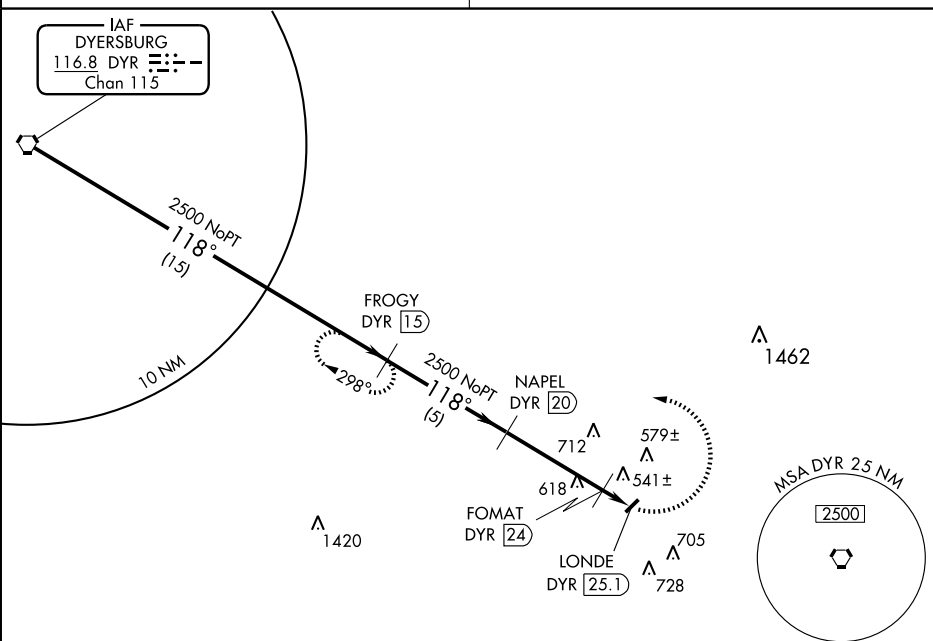 IAF
DYERSBURG
116.8 DYR
Chan 115
2500 NoPT
118°
(15)
10 NM
FROGY
DYR 15
298°
2500 NoPT
118°
(5)
NAPEL
DYR 20
1462
712
579±
541±
618
FOMAT
DYR 24
1420
LONDE
DYR 25.1
705
728
MSA DYR 25 NM
2500